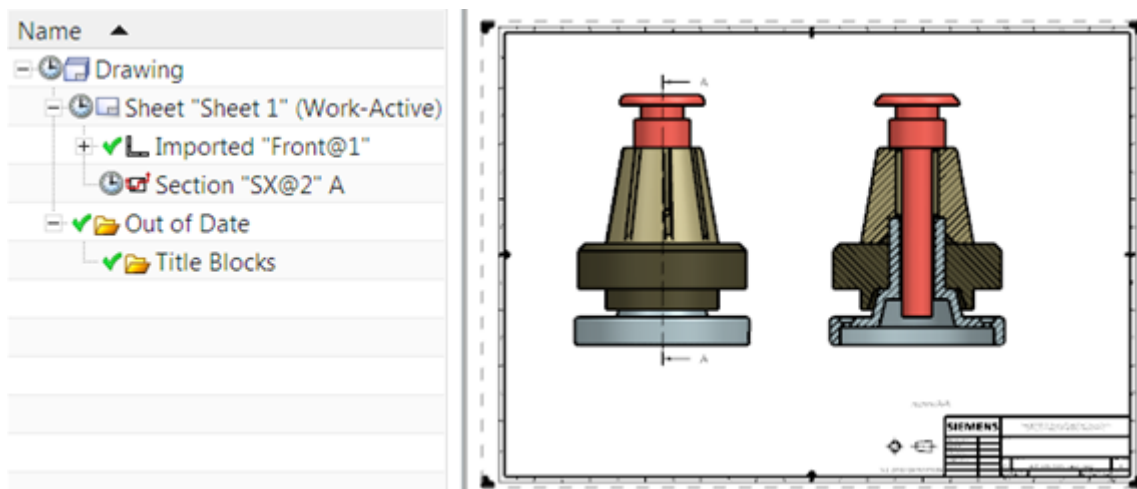 Name
Drawing
Sheet "Sheet 1" (Work-Active)
Imported "Front@1"
Section "SX@2" A
Out of Date
Title Blocks
A
A
SIEMENS